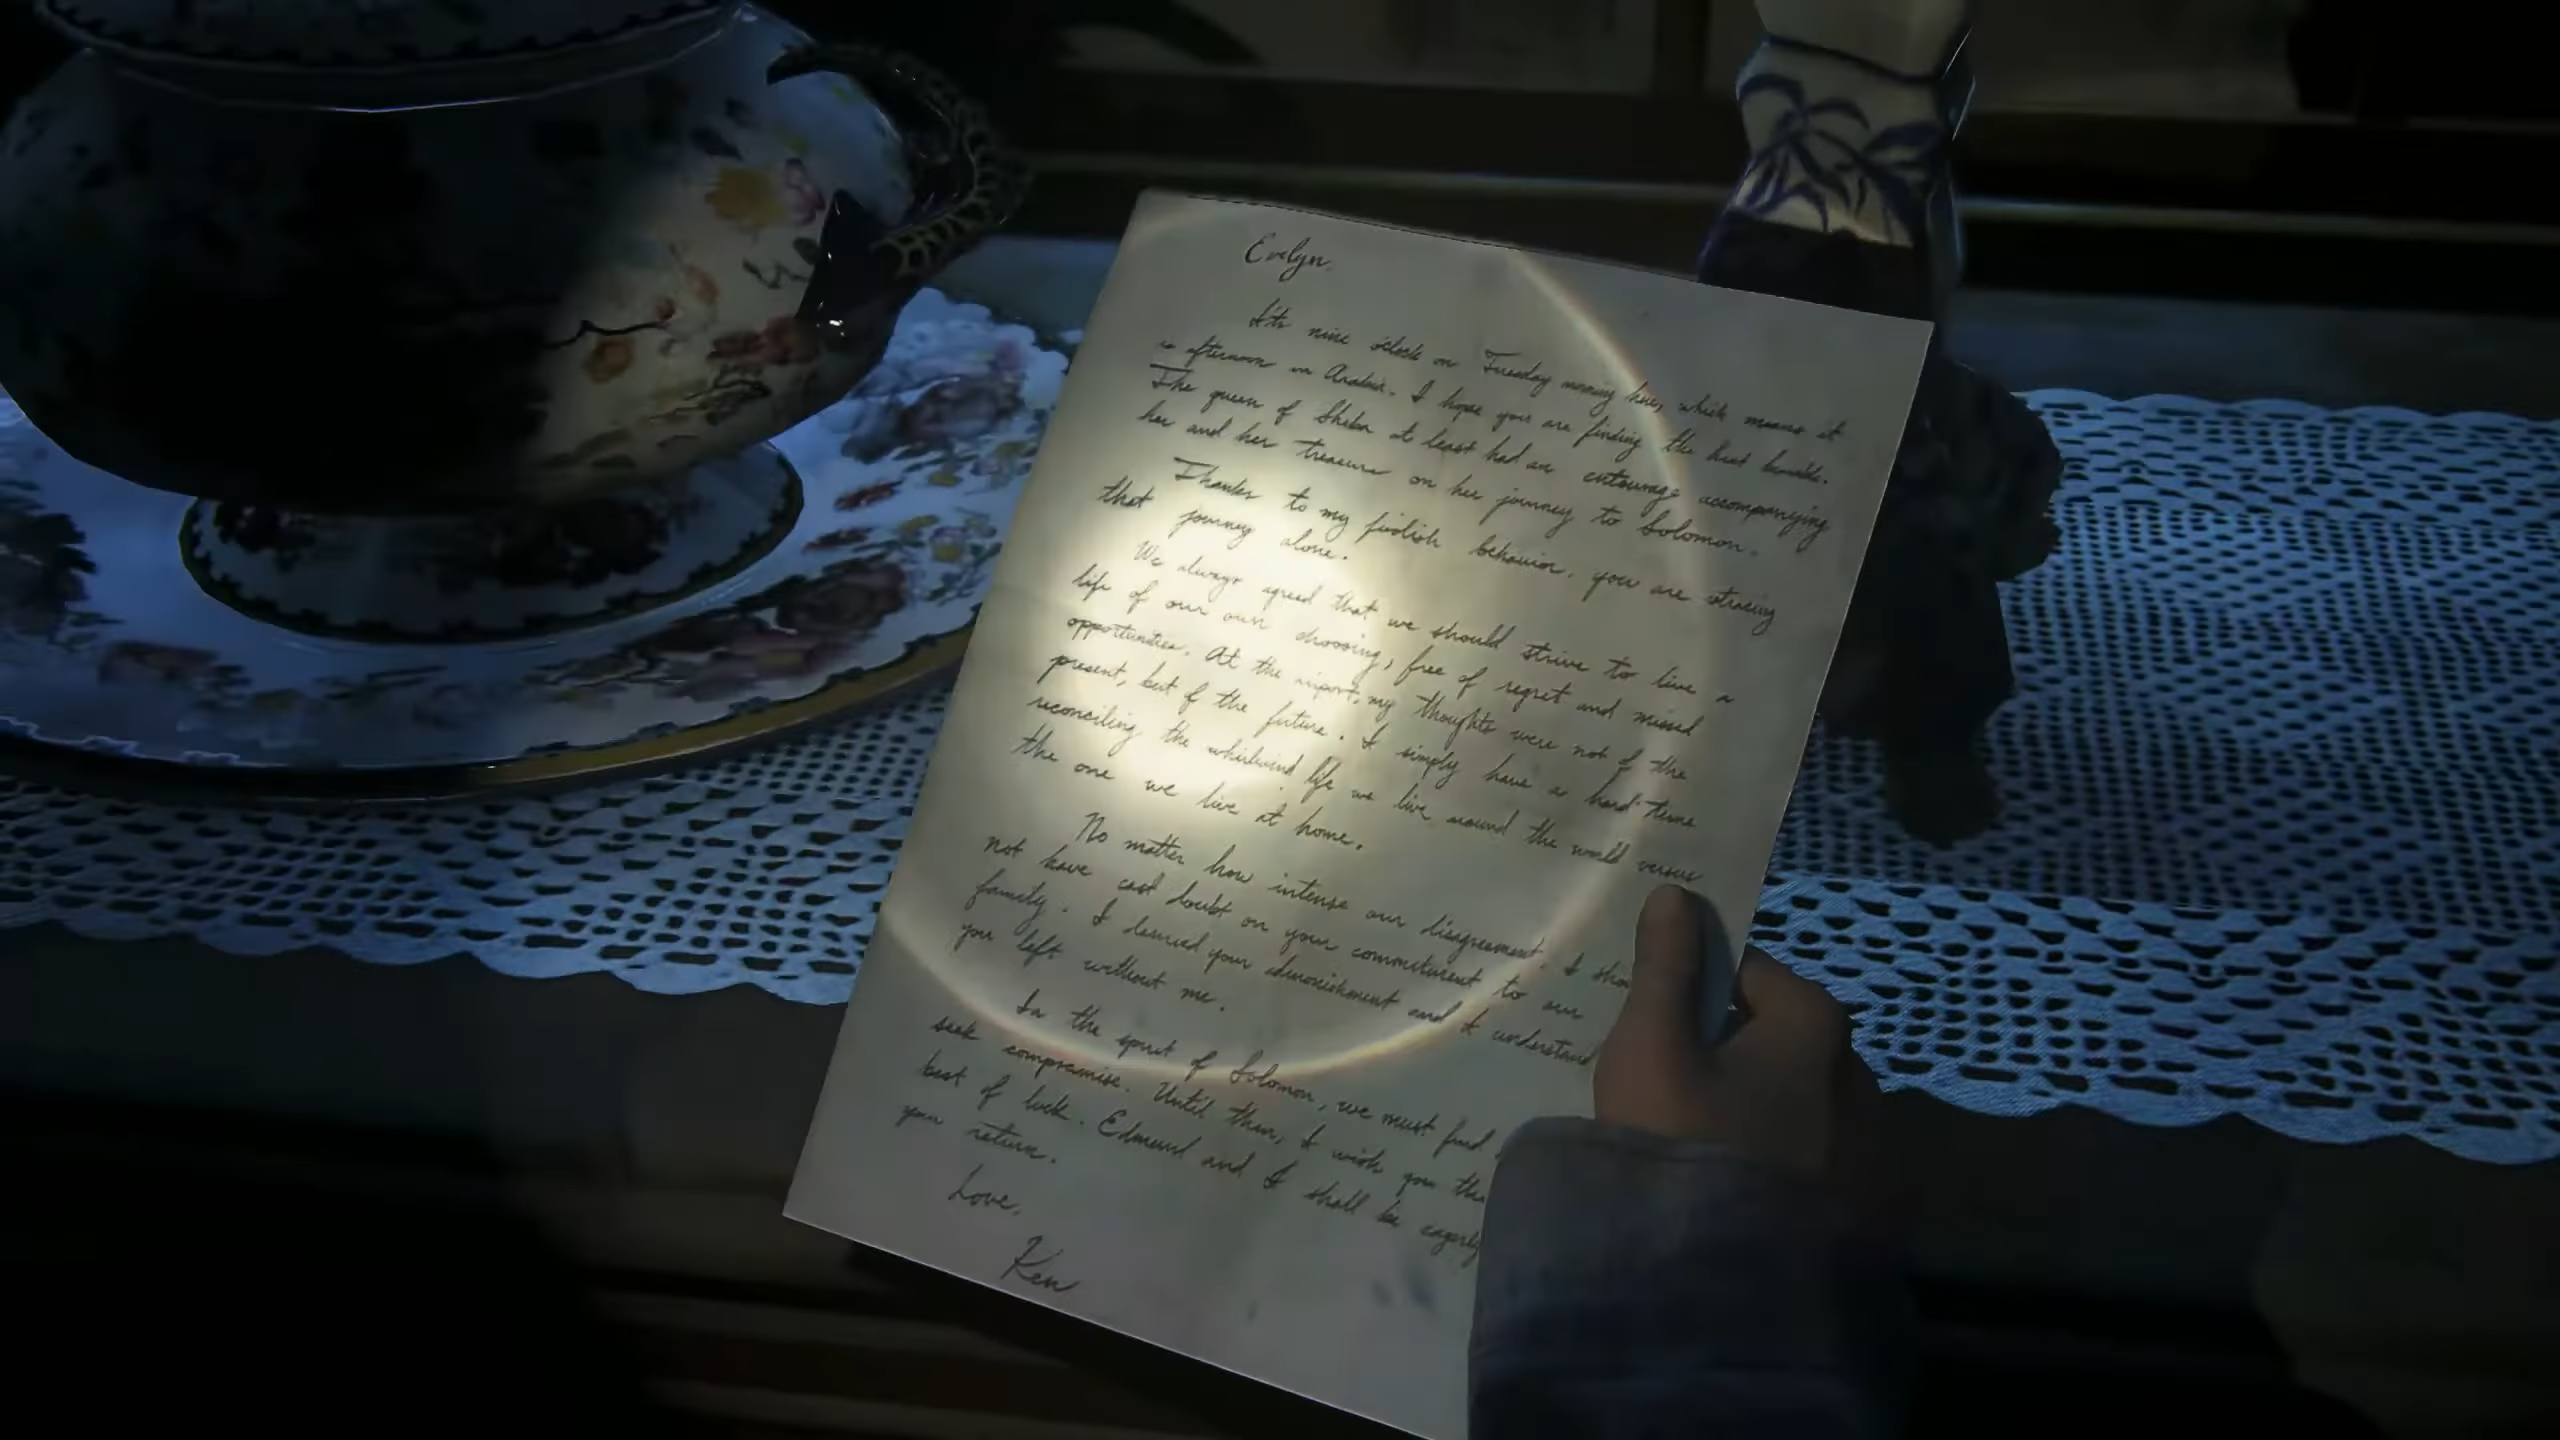 Evelyn,
It's nine o'clock on Tuesday morning here, which means it
is afternoon in Arabia. I hope you are finding the heat bearable.
The queen of Sheba at least had an entourage accompanying
her and her treasure on her journey to Solomon.
Thanks to my foolish behavior, you are
that journey alone.
We always agreed that we should strive to live a
life of our own choosing, free of regret and missed
opportunities. At the airport, my thoughts were not of the
present, but of the future. I simply have a hard time
reconciling the whirlwind life we live around the world versus
the one we live at home.
No matter how intense our disagreement, I
not have cast doubt on your commitment to our
family. I deserved your admonishment and I understand
you left without me.
In the spirit of Solomon, we must find
seek compromise. Until then, I wish you the
best of luck. Edmund and I shall be eagerly
you return.
Love,
Ken